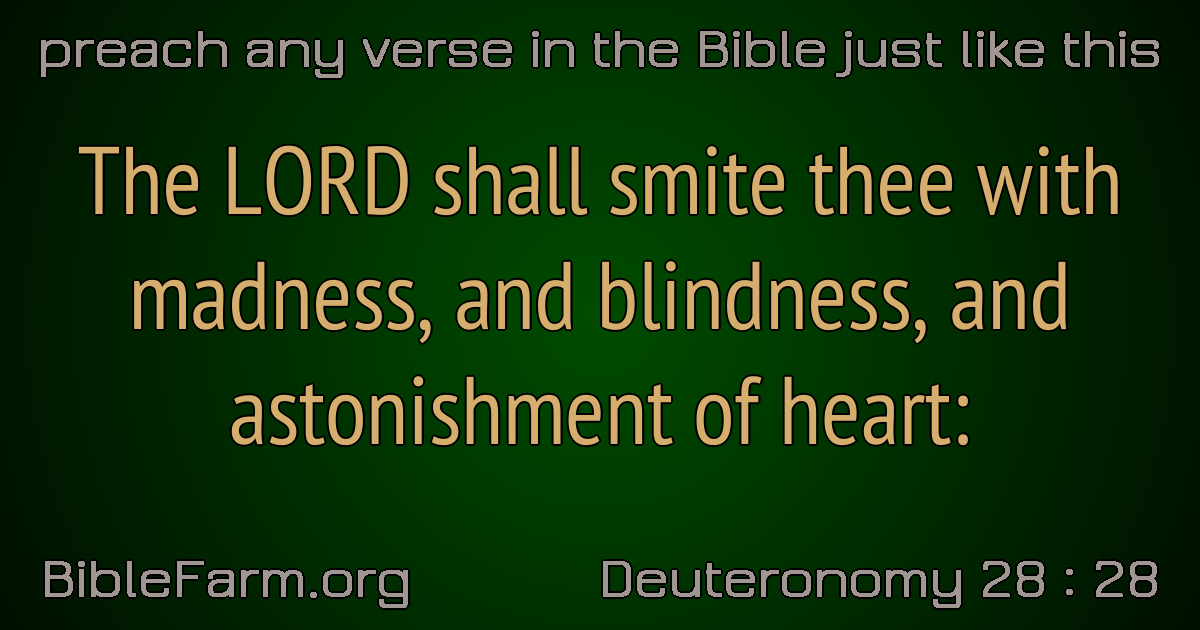 preach any verse in the Bible just like this
The LORD shall smite thee with
madness, and blindness, and
astonishment of heart:
BibleFarm.org
Deuteronomy 28 : 28